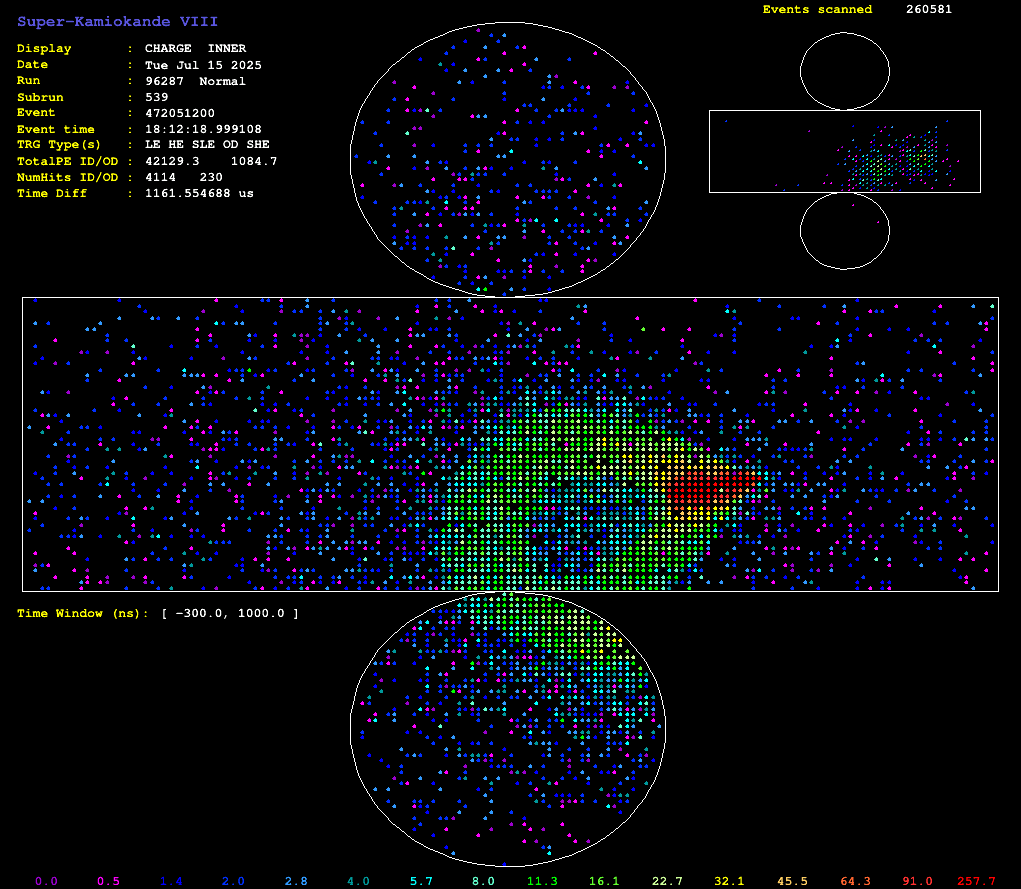 Super-Kamiokande VIII
Display : CHARGE INNER
Date : Tue Jul 15 2025
Run : 96287 Normal
Subrun : 539
Event : 472051200
Event time : 18:12:18.999108
TRG Type(s) : LE HE SLE OD SHE
TotalPE ID/OD : 42129.3 1084.7
NumHits ID/OD : 4114 230
Time Diff : 1161.554688 us
Events scanned 260581
Time Window (ns): [ -300.0, 1000.0 ]
0.0 0.5 1.4 2.0 2.8 4.0 5.7 8.0 11.3 16.1 22.7 32.1 45.5 64.3 91.0 257.7